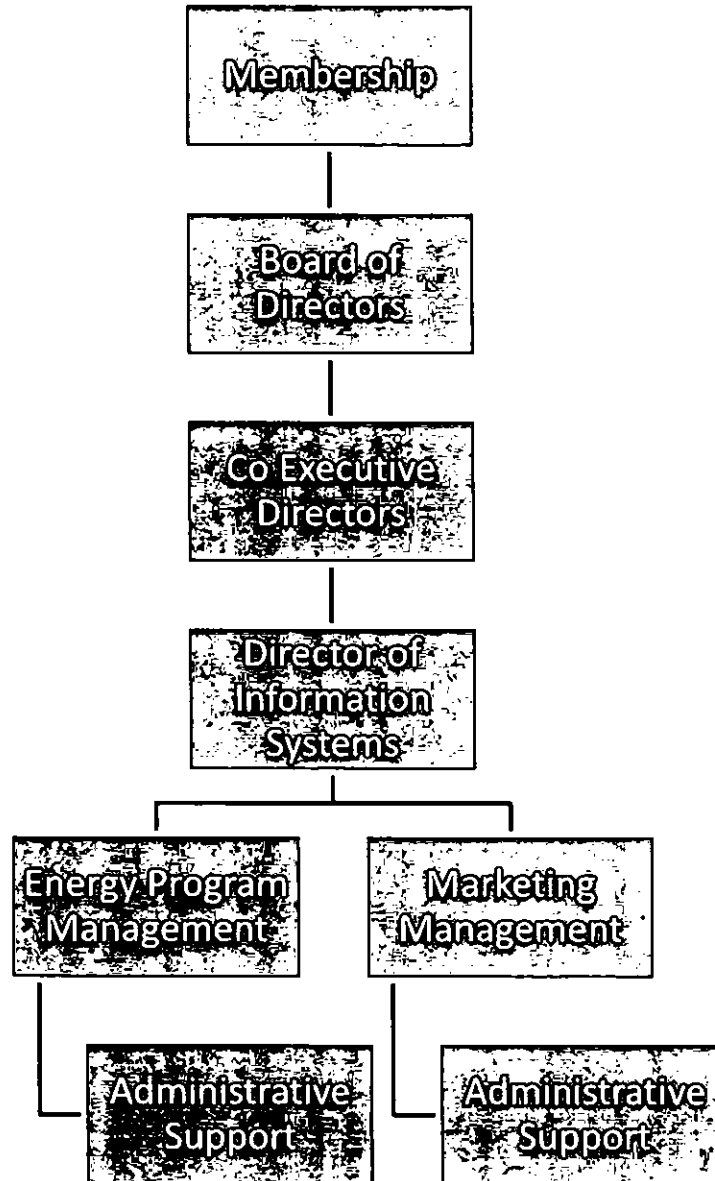 Membership
Board of
Directors
Co Executive
Directors
Director of
Information
Systems
Energy Program
Management
Marketing
Management
Administrative
Support
Administrative
Support